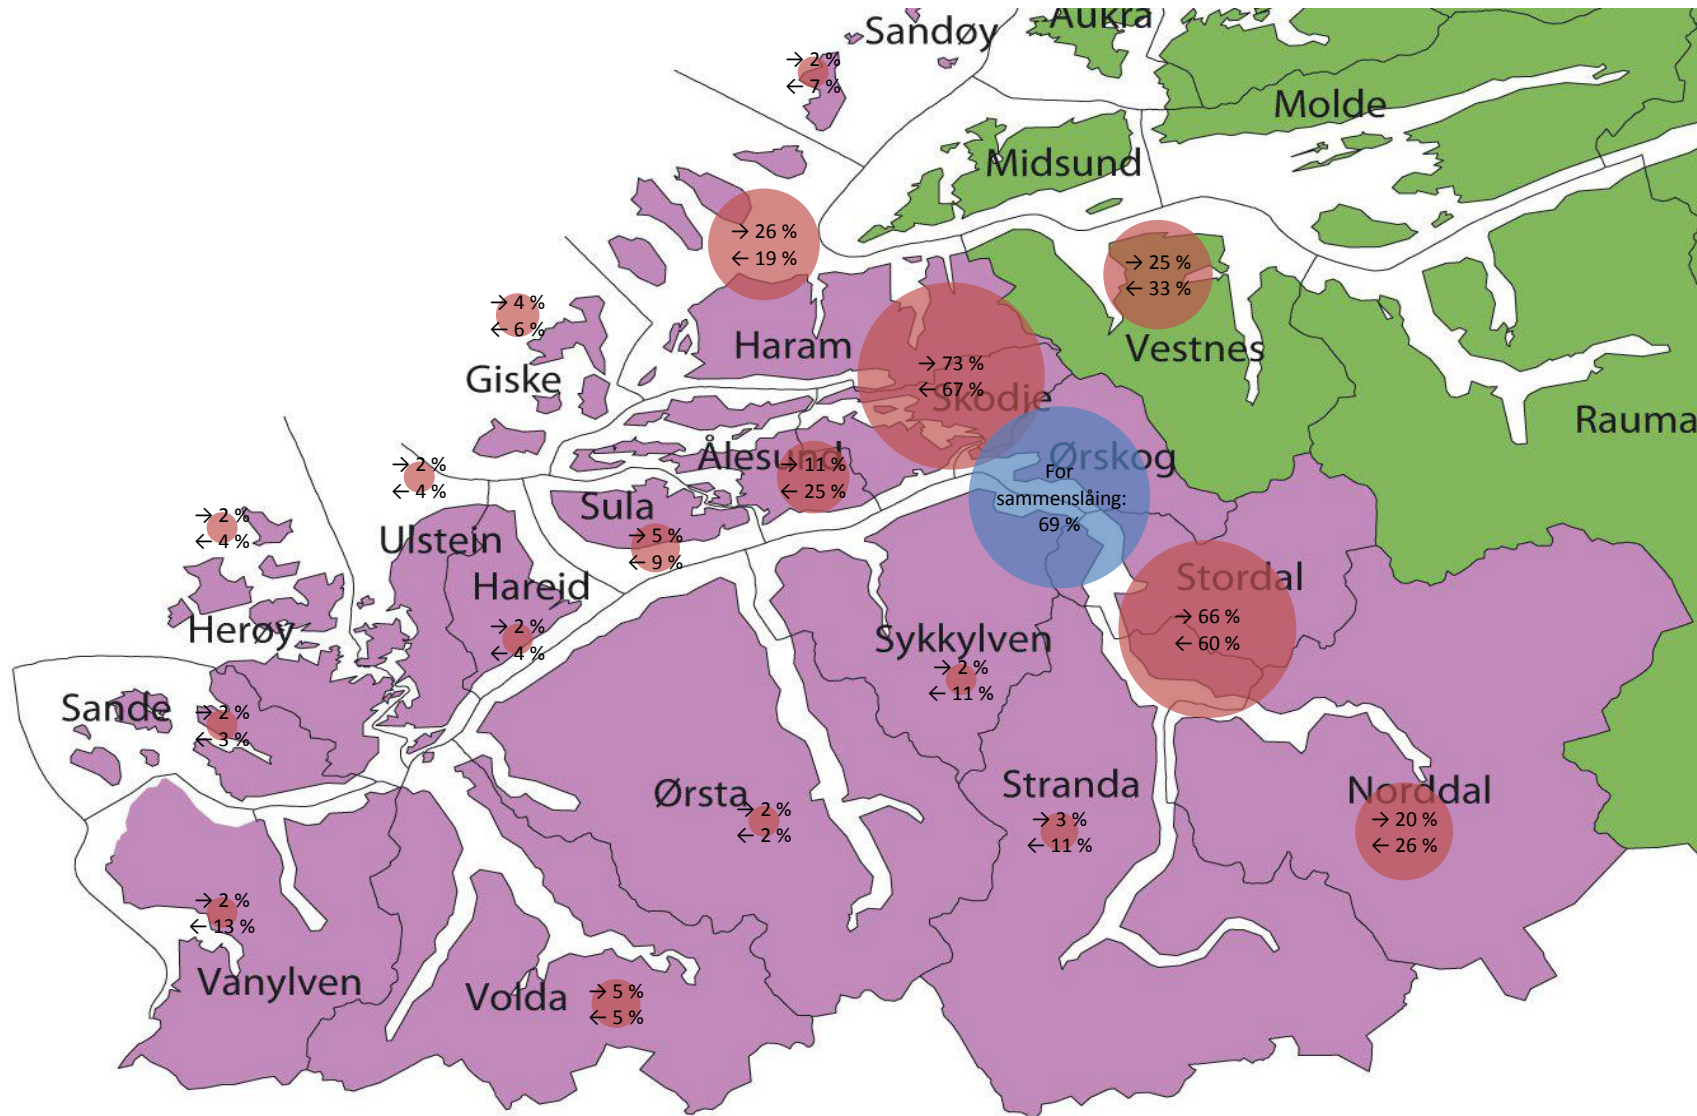 Sandøy
Aukra
→ 2 %
← 7 %
Molde
Midsund
→ 26 %
← 19 %
→ 25 %
← 33 %
→ 4 %
← 6 %
Haram
Vestnes
→ 73 %
← 67 %
Giske
Skodje
Rauma
Ålesund
→ 11 %
← 25 %
Ørskog
For
sammenslåing:
69 %
→ 2 %
← 4 %
Sula
→ 5 %
← 9 %
→ 2 %
← 4 %
Ulstein
Hareid
→ 2 %
← 4 %
Stordal
→ 66 %
← 60 %
Herøy
Sykkylven
→ 2 %
← 11 %
Sande
→ 2 %
← 3 %
Ørsta
→ 2 %
← 2 %
Stranda
→ 3 %
← 11 %
Norddal
→ 20 %
← 26 %
→ 2 %
← 13 %
Vanylven
Volda
→ 5 %
← 5 %